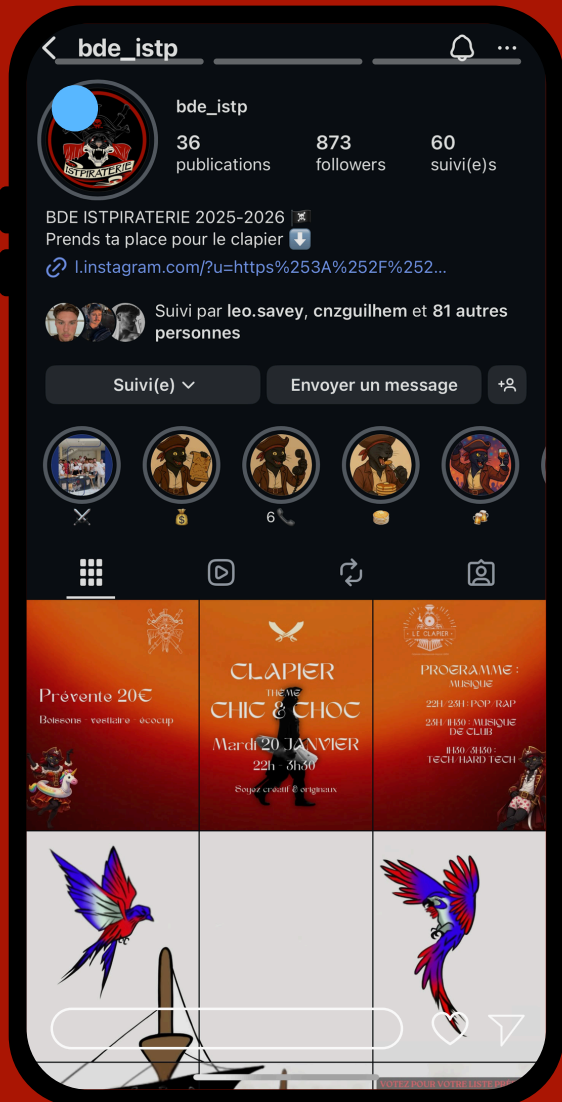 bde_istp
bde_istp
36
publications
873
followers
60
suivi(e)s
ISTPIRATERIE
BDE ISTPIRATERIE 2025-2026
Prends ta place pour le clapier
l.instagram.com/?u=https%253A%252F%252...
Suivi par leo.savey, cnzguilhem et 81 autres
personnes
Suivi(e)
Envoyer un message
6
Prévente 20€
Boissons - vestiaire - écocup
CLAPIER
THEME
CHIC & CHOC
Mardi 20 JANVIER
22h - 3h30
Soyez créatif & originaux
LE CLAPIER
PROGRAMME :
MUSIQUE
22H/23H : POP/RAP
23H/1H30 : MUSIQUE
DE CLUB
1H30/3H30 :
TECH/HARD TECH
VOTEZ POUR VOTRE LISTE